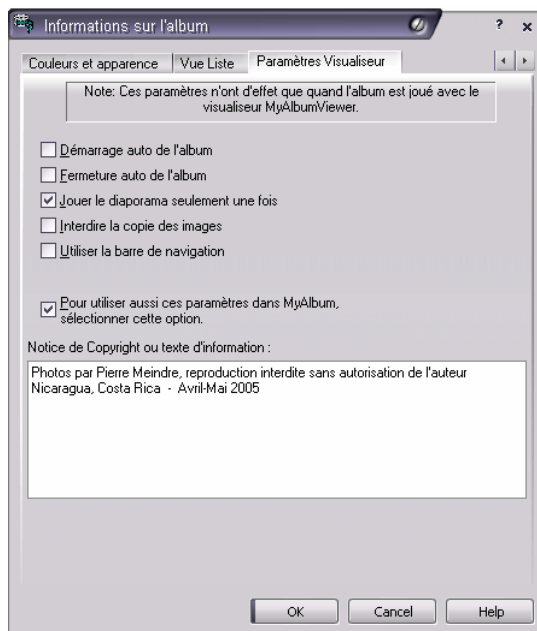 Informations sur l'album
Couleurs et apparence
Vue Liste
Paramètres Visualiseur
Note: Ces paramètres n'ont d'effet que quand l'album est joué avec le
visualiseur MyAlbumViewer.
Démarrage auto de l'album
Fermeture auto de l'album
Jouer le diaporama seulement une fois
Interdire la copie des images
Utiliser la barre de navigation
Pour utiliser aussi ces paramètres dans MyAlbum,
sélectionner cette option.
Notice de Copyright ou texte d'information :
Photos par Pierre Meindre, reproduction interdite sans autorisation de l'auteur
Nicaragua, Costa Rica - Avril-Mai 2005
OK
Cancel
Help